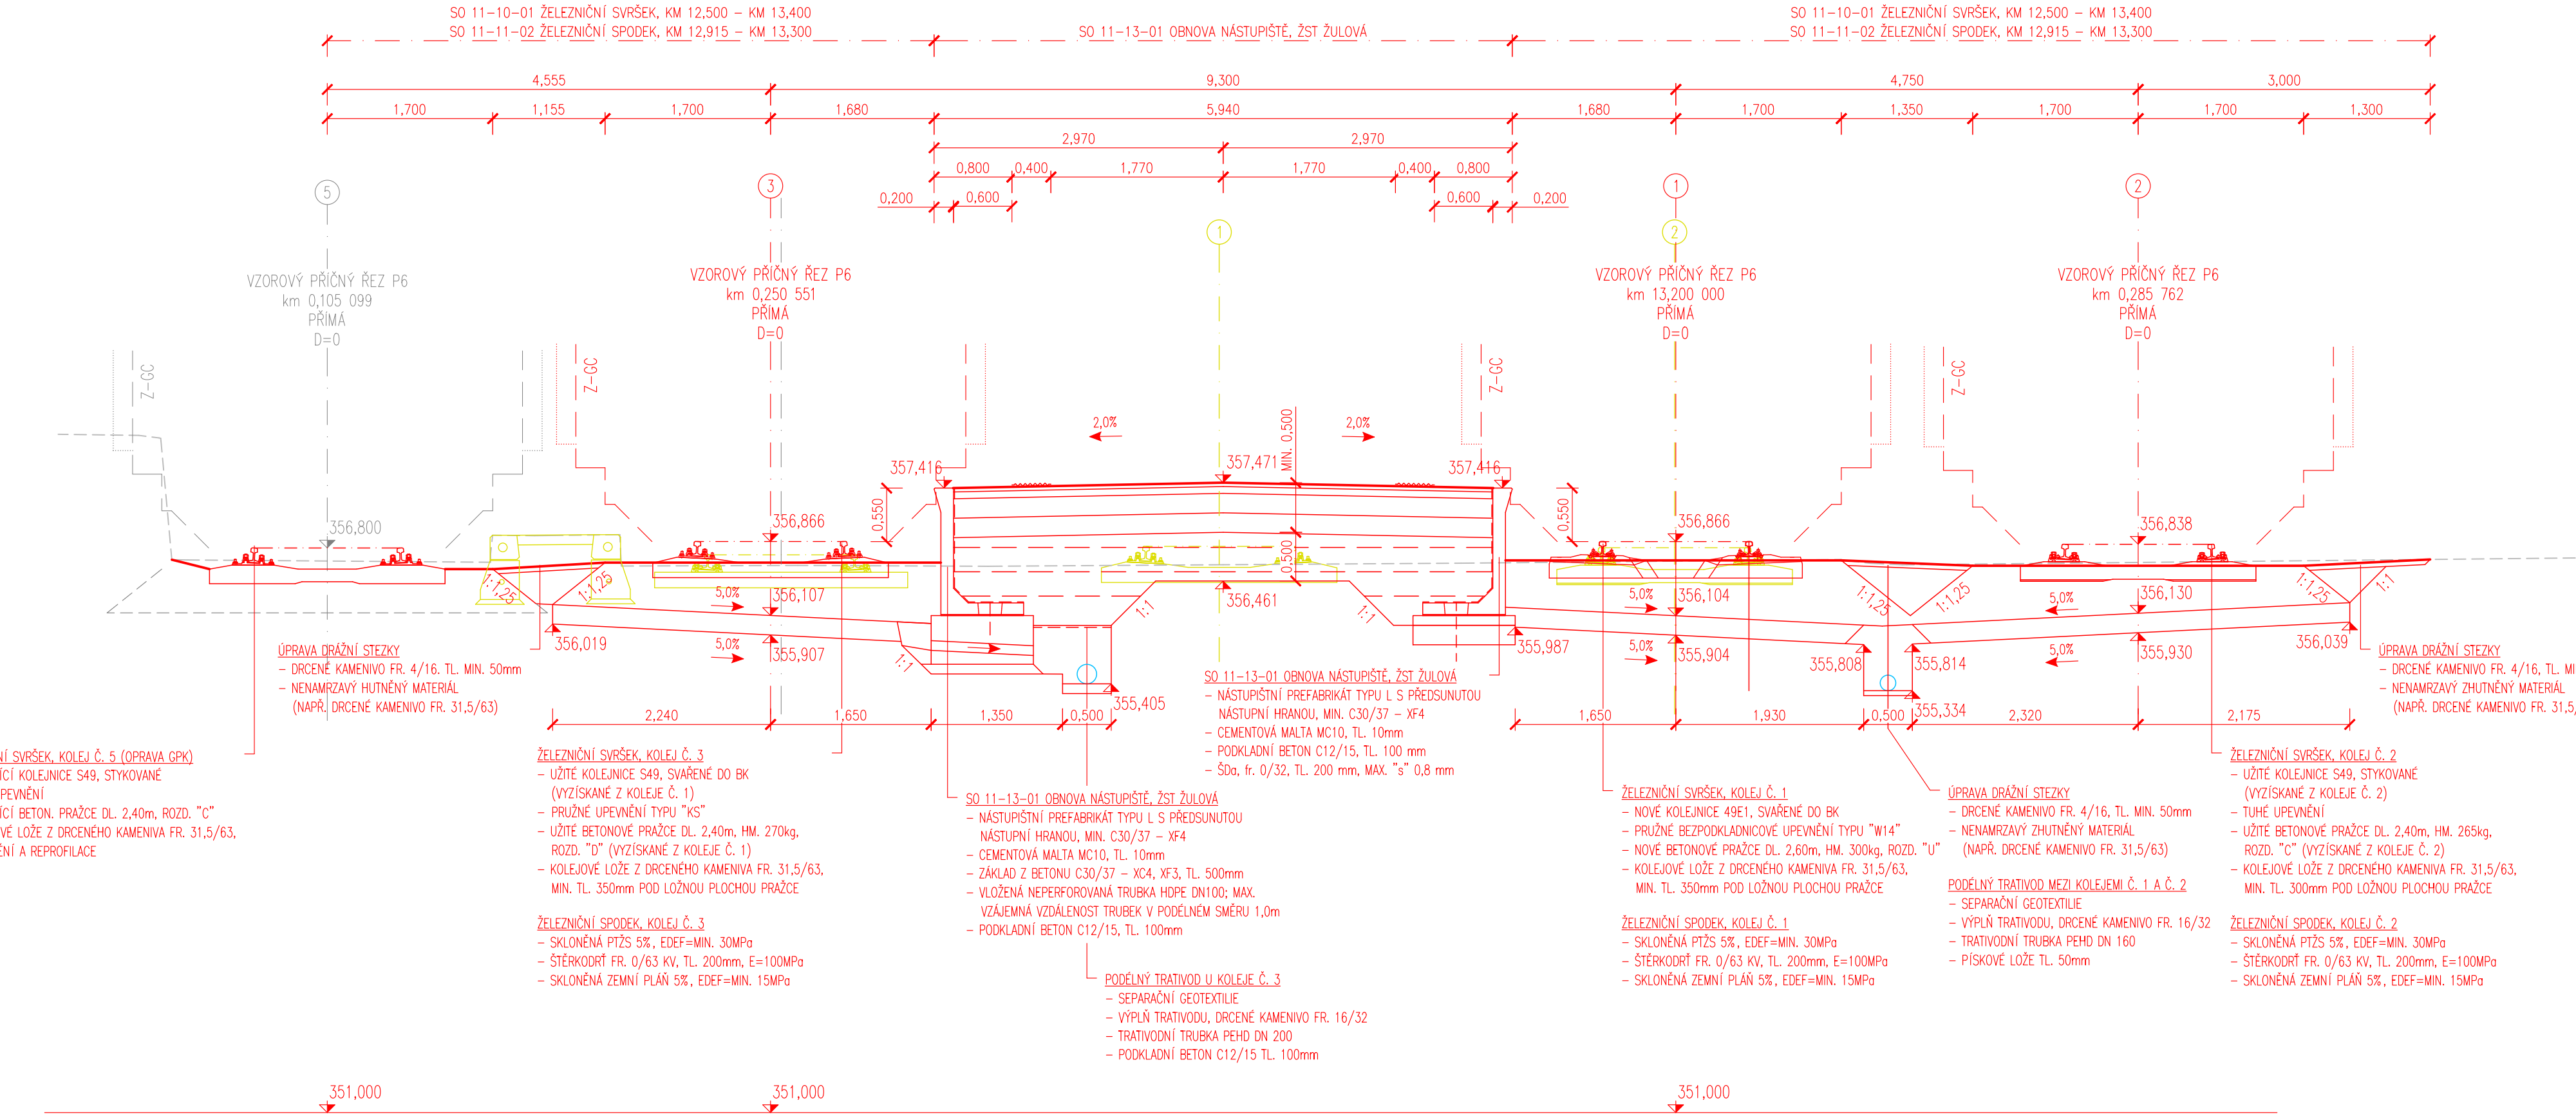 SO 11-10-01 ŽELEZNIČNÍ SVRŠEK, KM 12,500 - KM 13,400
SO 11-11-02 ŽELEZNIČNÍ SPODEK, KM 12,915 - KM 13,300
SO 11-13-01 OBNOVA NÁSTUPIŠTĚ, ŽST ŽULOVÁ
SO 11-10-01 ŽELEZNIČNÍ SVRŠEK, KM 12,500 - KM 13,400
SO 11-11-02 ŽELEZNIČNÍ SPODEK, KM 12,915 - KM 13,300
4,555 9,300 4,750 3,000
1,700 1,155 1,700 1,680 5,940 1,680 1,700 1,350 1,700 1,700 1,300
2,970 2,970
0,800 0,400 1,770 1,770 0,400 0,800
0,200 0,600 0,600 0,200
5 3 1 2
1 2
VZOROVÝ PŘÍČNÝ ŘEZ P6
km 0,105 099
PŘÍMÁ
D=0
VZOROVÝ PŘÍČNÝ ŘEZ P6
km 0,250 551
PŘÍMÁ
D=0
VZOROVÝ PŘÍČNÝ ŘEZ P6
km 13,200 000
PŘÍMÁ
D=0
VZOROVÝ PŘÍČNÝ ŘEZ P6
km 0,285 762
PŘÍMÁ
D=0
Z-GC
Z-GC
Z-GC
Z-GC
2,0% 2,0%
MIN. 0,500
357,416 357,471 357,416
0,550 0,550
356,800 356,866 356,866 356,838
0,500
1:1,25 1:1,25 1:1 1:1 1:1,25 1:1,25 1:1,25 1:1
5,0% 356,107 356,461 5,0% 356,104 5,0% 356,130
356,019 5,0% 355,907 1:1 355,987 5,0% 355,904 355,808 355,814 5,0% 355,930 356,039
355,405 355,334
2,240 1,650 1,350 0,500 1,650 1,930 0,500 2,320 2,175
ÚPRAVA DRÁŽNÍ STEZKY
- DRCENÉ KAMENIVO FR. 4/16. TL. MIN. 50mm
- NENAMRZAVÝ HUTNĚNÝ MATERIÁL
(NAPŘ. DRCENÉ KAMENIVO FR. 31,5/63)
NÍ SVRŠEK, KOLEJ Č. 5 (OPRAVA GPK)
ÍCÍ KOLEJNICE S49, STYKOVANÉ
PEVNĚNÍ
ÍCÍ BETON. PRAŽCE DL. 2,40m, ROZD. "C"
VÉ LOŽE Z DRCENÉHO KAMENIVA FR. 31,5/63,
ĚNÍ A REPROFILACE
ŽELEZNIČNÍ SVRŠEK, KOLEJ Č. 3
- UŽITÉ KOLEJNICE S49, SVAŘENÉ DO BK
(VYZÍSKANÉ Z KOLEJE Č. 1)
- PRUŽNÉ UPEVNĚNÍ TYPU "KS"
- UŽITÉ BETONOVÉ PRAŽCE DL. 2,40m, HM. 270kg,
ROZD. "D" (VYZÍSKANÉ Z KOLEJE Č. 1)
- KOLEJOVÉ LOŽE Z DRCENÉHO KAMENIVA FR. 31,5/63,
MIN. TL. 350mm POD LOŽNOU PLOCHOU PRAŽCE
ŽELEZNIČNÍ SPODEK, KOLEJ Č. 3
- SKLONĚNÁ PTŽS 5%, EDEF=MIN. 30MPa
- ŠTĚRKODRŤ FR. 0/63 KV, TL. 200mm, E=100MPa
- SKLONĚNÁ ZEMNÍ PLÁŇ 5%, EDEF=MIN. 15MPa
SO 11-13-01 OBNOVA NÁSTUPIŠTĚ, ŽST ŽULOVÁ
- NÁSTUPIŠTNÍ PREFABRIKÁT TYPU L S PŘEDSUNUTOU
NÁSTUPNÍ HRANOU, MIN. C30/37 - XF4
- CEMENTOVÁ MALTA MC10, TL. 10mm
- ZÁKLAD Z BETONU C30/37 - XC4, XF3, TL. 500mm
- VLOŽENÁ NEPERFOROVANÁ TRUBKA HDPE DN100; MAX.
VZÁJEMNÁ VZDÁLENOST TRUBEK V PODÉLNÉM SMĚRU 1,0m
- PODKLADNÍ BETON C12/15, TL. 100mm
PODÉLNÝ TRATIVOD U KOLEJE Č. 3
- SEPARAČNÍ GEOTEXTILIE
- VÝPLŇ TRATIVODU, DRCENÉ KAMENIVO FR. 16/32
- TRATIVODNÍ TRUBKA PEHD DN 200
- PODKLADNÍ BETON C12/15 TL. 100mm
SO 11-13-01 OBNOVA NÁSTUPIŠTĚ, ŽST ŽULOVÁ
- NÁSTUPIŠTNÍ PREFABRIKÁT TYPU L S PŘEDSUNUTOU
NÁSTUPNÍ HRANOU, MIN. C30/37 - XF4
- CEMENTOVÁ MALTA MC10, TL. 10mm
- PODKLADNÍ BETON C12/15, TL. 100 mm
- ŠDa, fr. 0/32, TL. 200 mm, MAX. "s" 0,8 mm
ŽELEZNIČNÍ SVRŠEK, KOLEJ Č. 1
- NOVÉ KOLEJNICE 49E1, SVAŘENÉ DO BK
- PRUŽNÉ BEZPODKLADNICOVÉ UPEVNĚNÍ TYPU "W14"
- NOVÉ BETONOVÉ PRAŽCE DL. 2,60m, HM. 300kg, ROZD. "U"
- KOLEJOVÉ LOŽE Z DRCENÉHO KAMENIVA FR. 31,5/63,
MIN. TL. 350mm POD LOŽNOU PLOCHOU PRAŽCE
ŽELEZNIČNÍ SPODEK, KOLEJ Č. 1
- SKLONĚNÁ PTŽS 5%, EDEF=MIN. 30MPa
- ŠTĚRKODRŤ FR. 0/63 KV, TL. 200mm, E=100MPa
- SKLONĚNÁ ZEMNÍ PLÁŇ 5%, EDEF=MIN. 15MPa
ÚPRAVA DRÁŽNÍ STEZKY
- DRCENÉ KAMENIVO FR. 4/16, TL. MIN. 50mm
- NENAMRZAVÝ ZHUTNĚNÝ MATERIÁL
(NAPŘ. DRCENÉ KAMENIVO FR. 31,5/63)
PODÉLNÝ TRATIVOD MEZI KOLEJEMI Č. 1 A Č. 2
- SEPARAČNÍ GEOTEXTILIE
- VÝPLŇ TRATIVODU, DRCENÉ KAMENIVO FR. 16/32
- TRATIVODNÍ TRUBKA PEHD DN 160
- PÍSKOVÉ LOŽE TL. 50mm
ÚPRAVA DRÁŽNÍ STEZKY
- DRCENÉ KAMENIVO FR. 4/16, TL. MI
- NENAMRZAVÝ ZHUTNĚNÝ MATERIÁL
(NAPŘ. DRCENÉ KAMENIVO FR. 31,5
ŽELEZNIČNÍ SVRŠEK, KOLEJ Č. 2
- UŽITÉ KOLEJNICE S49, STYKOVANÉ
(VYZÍSKANÉ Z KOLEJE Č. 2)
- TUHÉ UPEVNĚNÍ
- UŽITÉ BETONOVÉ PRAŽCE DL. 2,40m, HM. 265kg,
ROZD. "C" (VYZÍSKANÉ Z KOLEJE Č. 2)
- KOLEJOVÉ LOŽE Z DRCENÉHO KAMENIVA FR. 31,5/63,
MIN. TL. 300mm POD LOŽNOU PLOCHOU PRAŽCE
ŽELEZNIČNÍ SPODEK, KOLEJ Č. 2
- SKLONĚNÁ PTŽS 5%, EDEF=MIN. 30MPa
- ŠTĚRKODRŤ FR. 0/63 KV, TL. 200mm, E=100MPa
- SKLONĚNÁ ZEMNÍ PLÁŇ 5%, EDEF=MIN. 15MPa
351,000 351,000 351,000